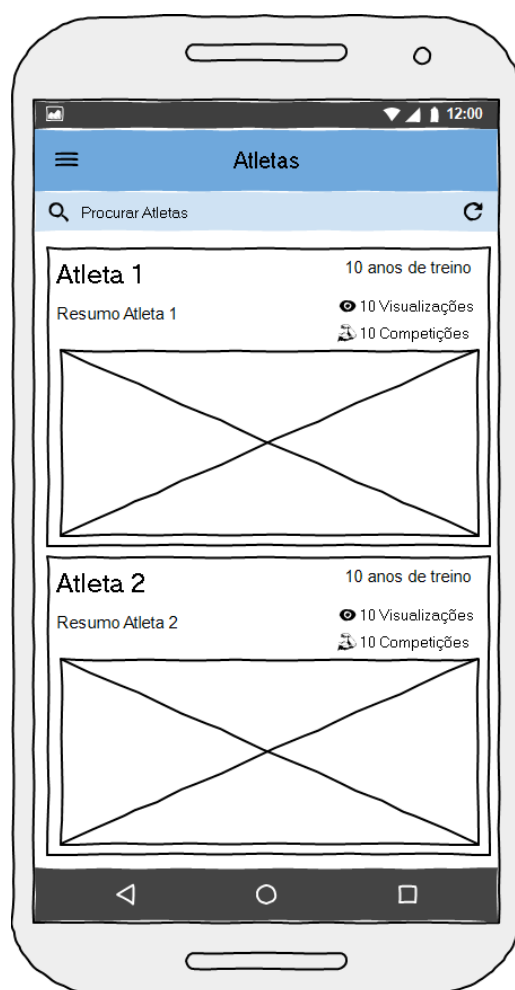 12:00
Atletas
Procurar Atletas
Atleta 1
10 anos de treino
Resumo Atleta 1
10 Visualizações
10 Competições
Atleta 2
10 anos de treino
Resumo Atleta 2
10 Visualizações
10 Competições